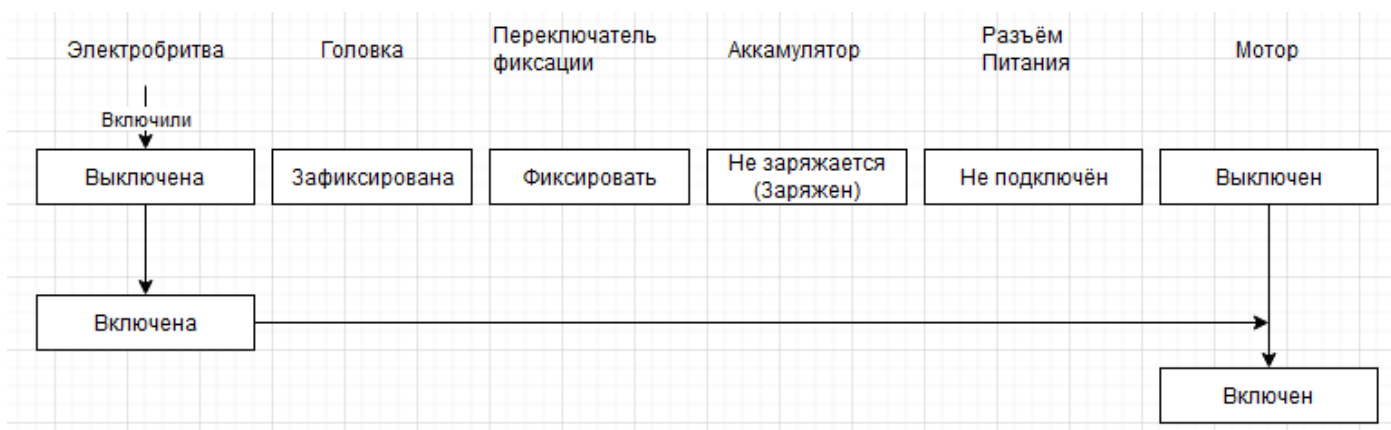 Электробритва
Головка
Переключатель
фиксации
Аккамулятор
Разъём
Питания
Мотор
Включили
Выключена
Зафиксирована
Фиксировать
Не заряжается
(Заряжен)
Не подключён
Выключен
Включена
Включен